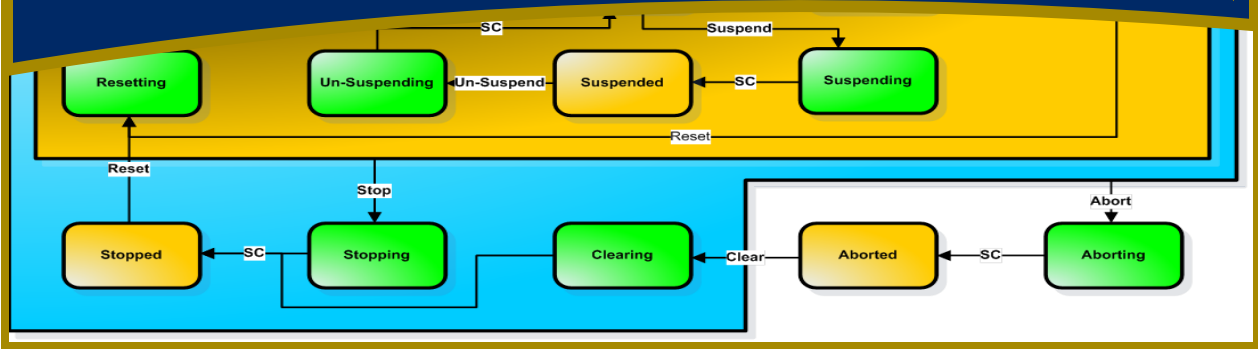 SC
Suspend
Resetting
Un-Suspending
Un-Suspend
Suspended
SC
Suspending
Reset
Reset
Stop
Abort
Stopped
SC
Stopping
Clearing
Clear
Aborted
SC
Aborting